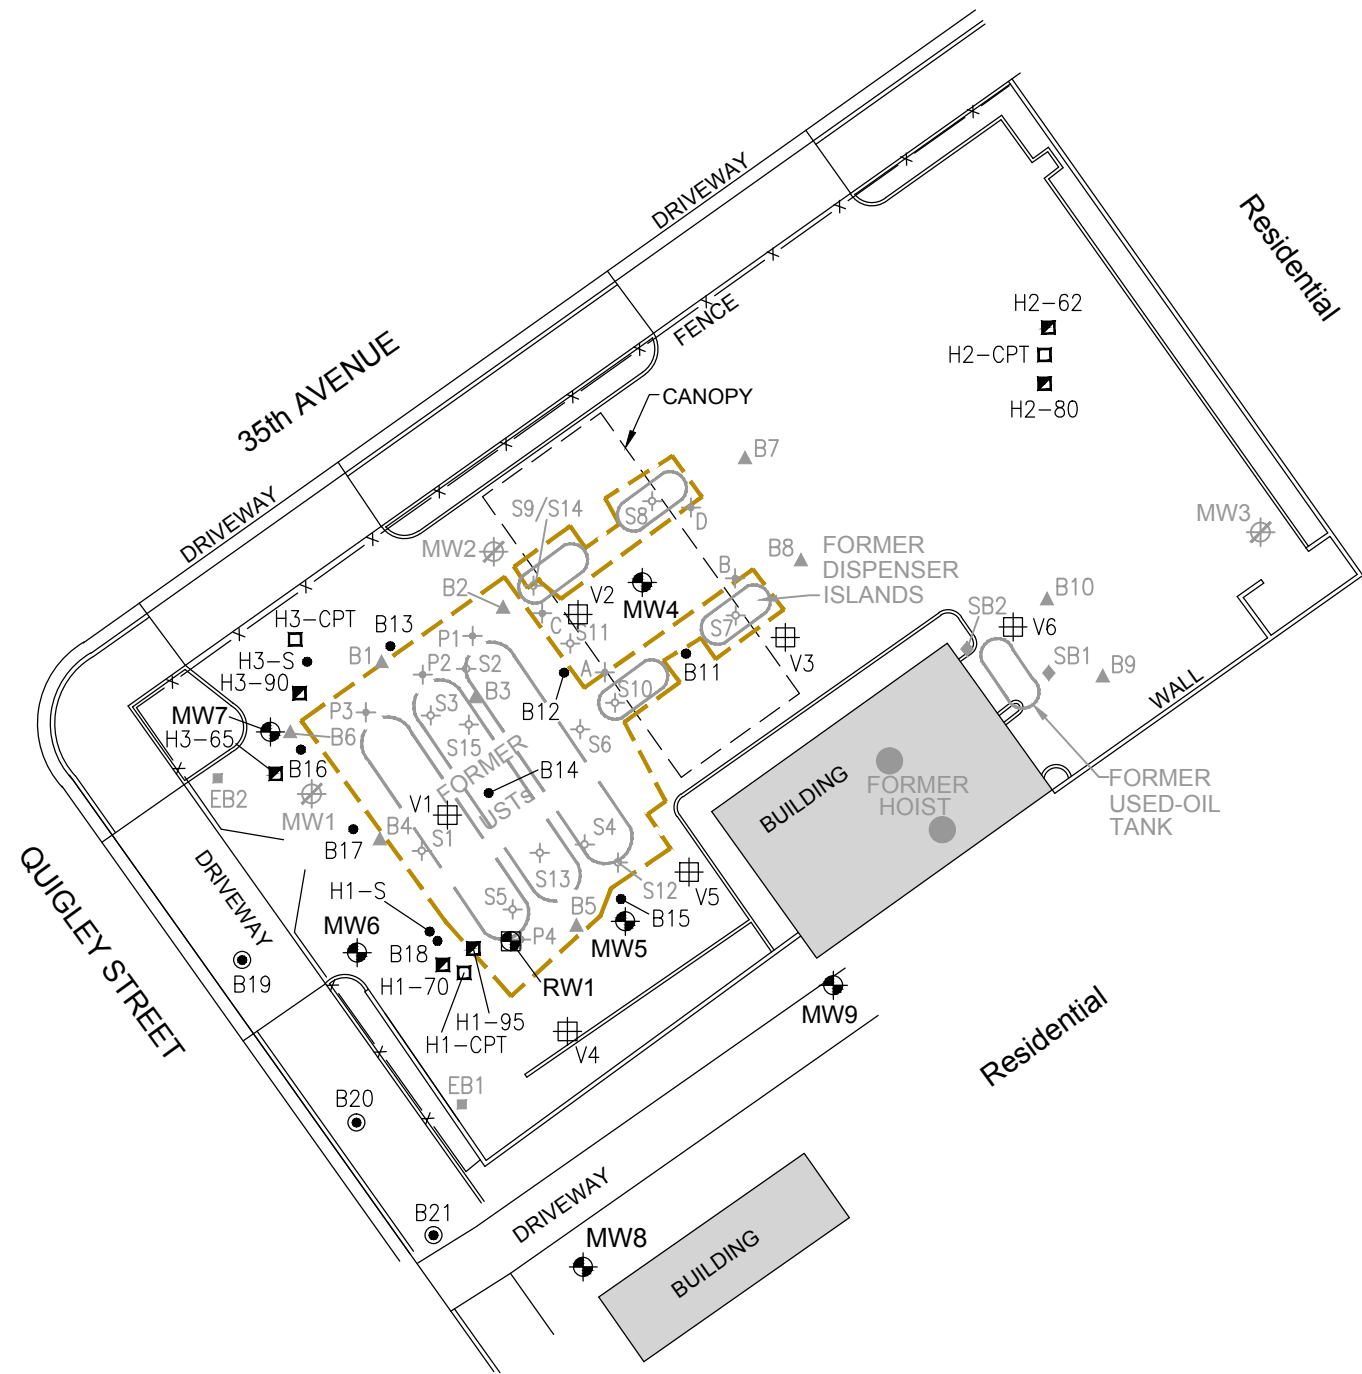 DRIVEWAY
Residential
35th AVENUE
FENCE
CANOPY
H2-62
H2-CPT
H2-80
DRIVEWAY
B7
S9/S14
S8
D
MW2
MW3
B8
FORMER
DISPENSER
ISLANDS
B
B2
MW4
V2
C
S11
B10
SB2
V6
H3-CPT
B13
P1
S7
V3
H3-S
B1
P2
S2
A
B11
SB1
B9
H3-90
B3
S10
WALL
MW7
P3
S3
B12
H3-65
B6
S15
S6
B16
FORMER
USTs
B14
BUILDING
FORMER
HOIST
FORMER
USED-OIL
TANK
EB2
MW1
V1
B4
S1
S4
B17
S13
S12
V5
QUIGLEY STREET
DRIVEWAY
H1-S
S5
B5
B15
MW6
B18
P4
MW5
B19
H1-70
RW1
MW9
H1-95
H1-CPT
V4
Residential
EB1
B20
DRIVEWAY
B21
MW8
BUILDING